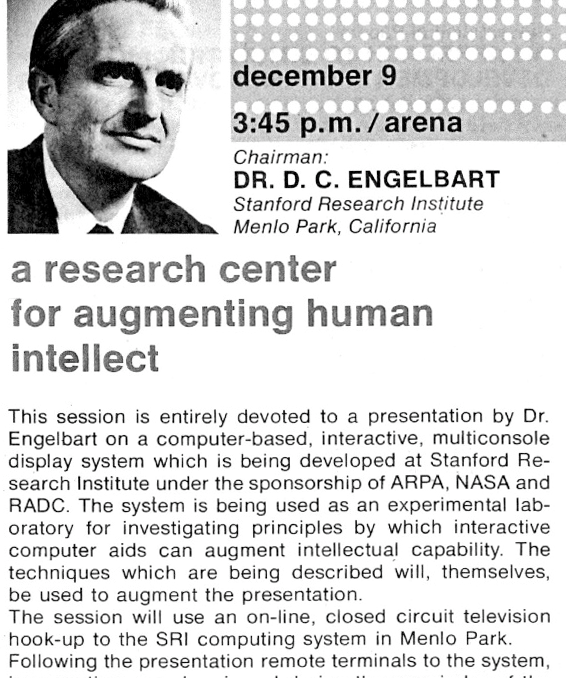 december 9
3:45 p.m. / arena
Chairman:
DR. D. C. ENGELBART
Stanford Research Institute
Menlo Park, California
a research center
for augmenting human
intellect
This session is entirely devoted to a presentation by Dr.
Engelbart on a computer-based, interactive, multiconsole
display system which is being developed at Stanford Re-
search Institute under the sponsorship of ARPA, NASA and
RADC. The system is being used as an experimental lab-
oratory for investigating principles by which interactive
computer aids can augment intellectual capability. The
techniques which are being described will, themselves,
be used to augment the presentation.
The session will use an on-line, closed circuit television
hook-up to the SRI computing system in Menlo Park.
Following the presentation remote terminals to the system,